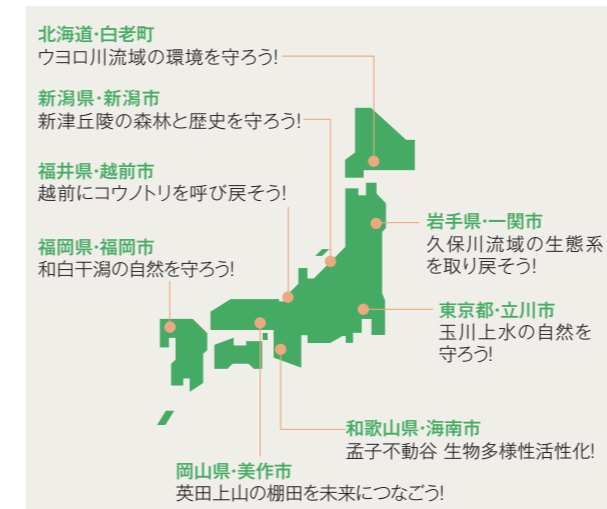 北海道・白老町
ウヨロ川流域の環境を守ろう!
新潟県・新潟市
新津丘陵の森林と歴史を守ろう!
福井県・越前市
越前にコウノトリを呼び戻そう!
福岡県・福岡市
和白干潟の自然を守ろう!
岩手県・一関市
久保川流域の生態系
を取り戻そう!
東京都・立川市
玉川上水の自然を
守ろう!
和歌山県・海南市
孟子不動谷 生物多様性活性化!
岡山県・美作市
英田上山の棚田を未来につなごう!